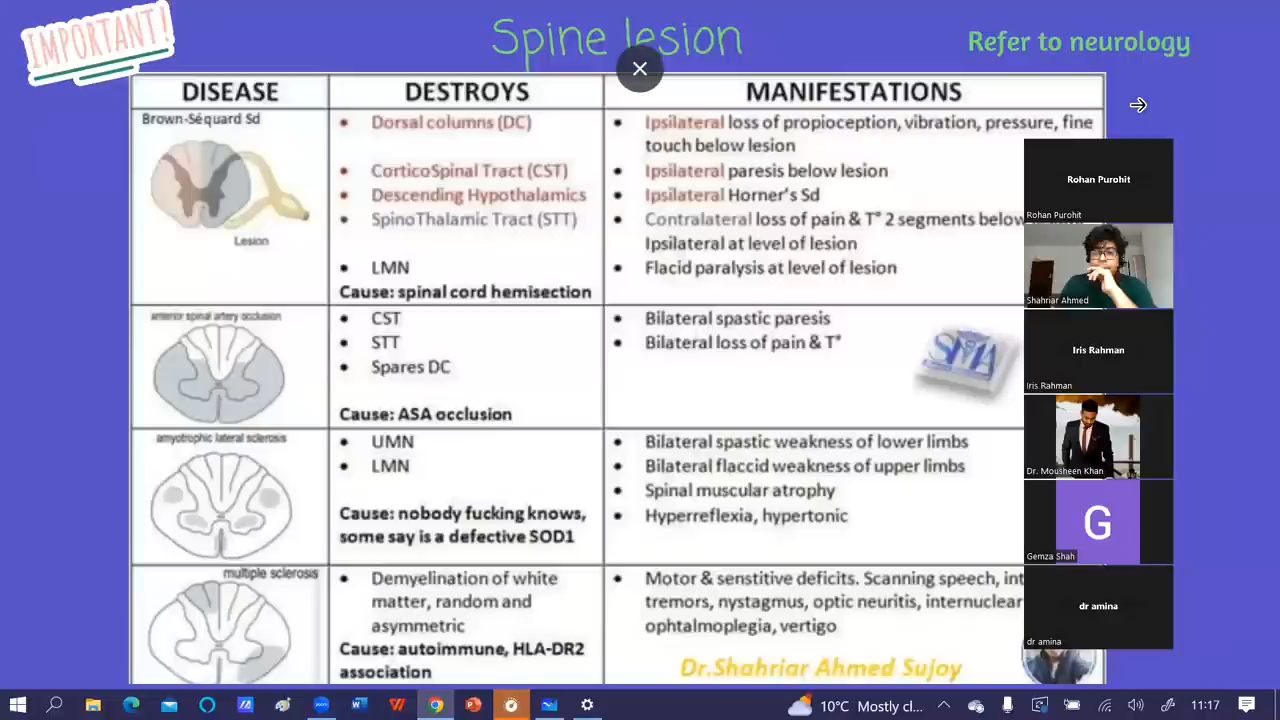 IMPORTANT!
Spine lesion
Refer to neurology
DISEASE
DESTROYS
MANIFESTATIONS
Brown-Séquard Sd
Lesion
• Dorsal columns (DC)
• CorticoSpinal Tract (CST)
• Descending Hypothalamics
• SpinoThalamic Tract (STT)
• LMN
Cause: spinal cord hemisection
• Ipsilateral loss of propioception, vibration, pressure, fine
touch below lesion
• Ipsilateral paresis below lesion
• Ipsilateral Horner's Sd
• Contralateral loss of pain & T° 2 segments below
Ipsilateral at level of lesion
• Flacid paralysis at level of lesion
anterior spinal artery occlusion
• CST
• STT
• Spares DC
Cause: ASA occlusion
• Bilateral spastic paresis
• Bilateral loss of pain & T°
SMA
amyotrophic lateral sclerosis
• UMN
• LMN
Cause: nobody fucking knows,
some say is a defective SOD1
• Bilateral spastic weakness of lower limbs
• Bilateral flaccid weakness of upper limbs
• Spinal muscular atrophy
• Hyperreflexia, hypertonic
multiple sclerosis
• Demyelination of white
matter, random and
asymmetric
Cause: autoimmune, HLA-DR2
association
• Motor & senstitive deficits. Scanning speech, int
tremors, nystagmus, optic neuritis, internuclear
ophtalmoplegia, vertigo
Dr.Shahriar Ahmed Sujoy
Rohan Purohit
Rohan Purohit
Shahriar Ahmed
Iris Rahman
Iris Rahman
Dr. Mousheen Khan
G
Gemza Shah
dr amina
dr amina
10°C Mostly cl...
11:17